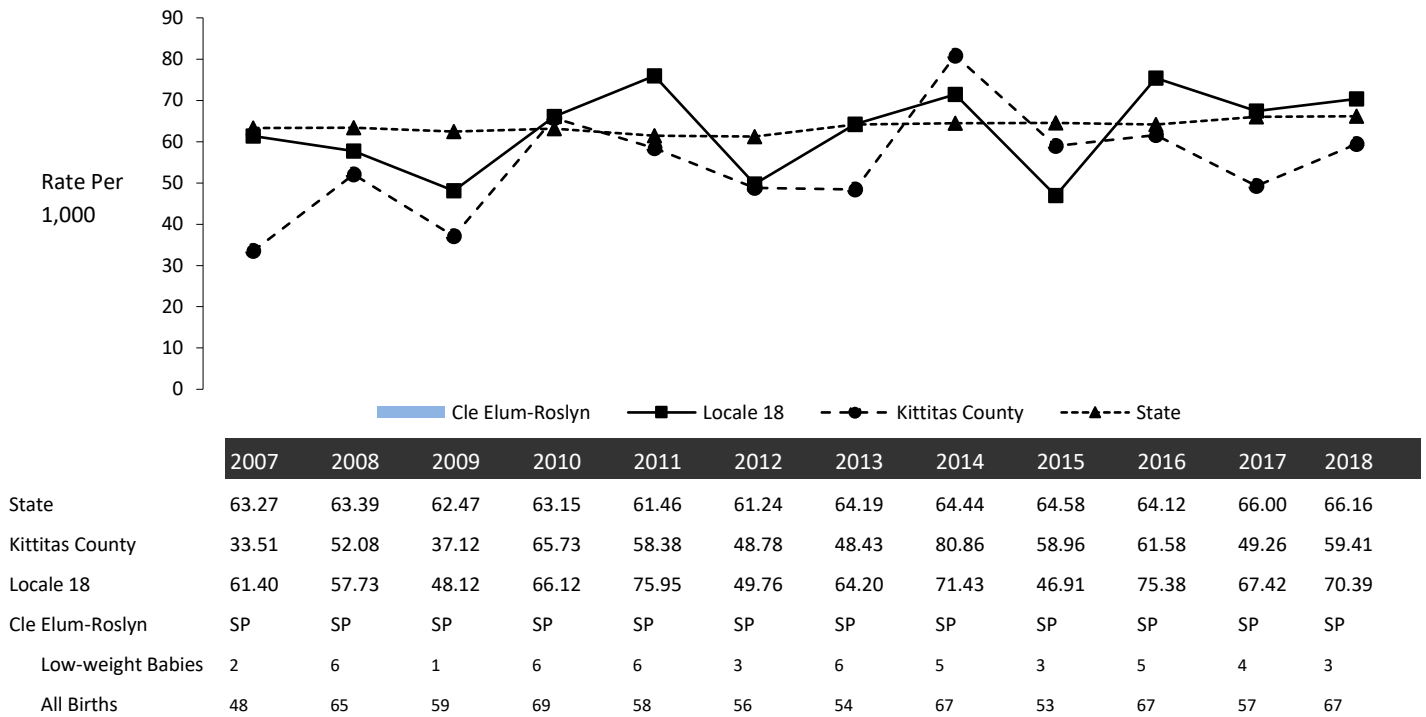 90
80
70
60
50
40
30
20
10
0
Rate Per
1,000
Cle Elum-Roslyn Locale 18 Kittitas County State
2007 2008 2009 2010 2011 2012 2013 2014 2015 2016 2017 2018
State 63.27 63.39 62.47 63.15 61.46 61.24 64.19 64.44 64.58 64.12 66.00 66.16
Kittitas County 33.51 52.08 37.12 65.73 58.38 48.78 48.43 80.86 58.96 61.58 49.26 59.41
Locale 18 61.40 57.73 48.12 66.12 75.95 49.76 64.20 71.43 46.91 75.38 67.42 70.39
Cle Elum-Roslyn SP SP SP SP SP SP SP SP SP SP SP SP
Low-weight Babies 2 6 1 6 6 3 6 5 3 5 4 3
All Births 48 65 59 69 58 56 54 67 53 67 57 67